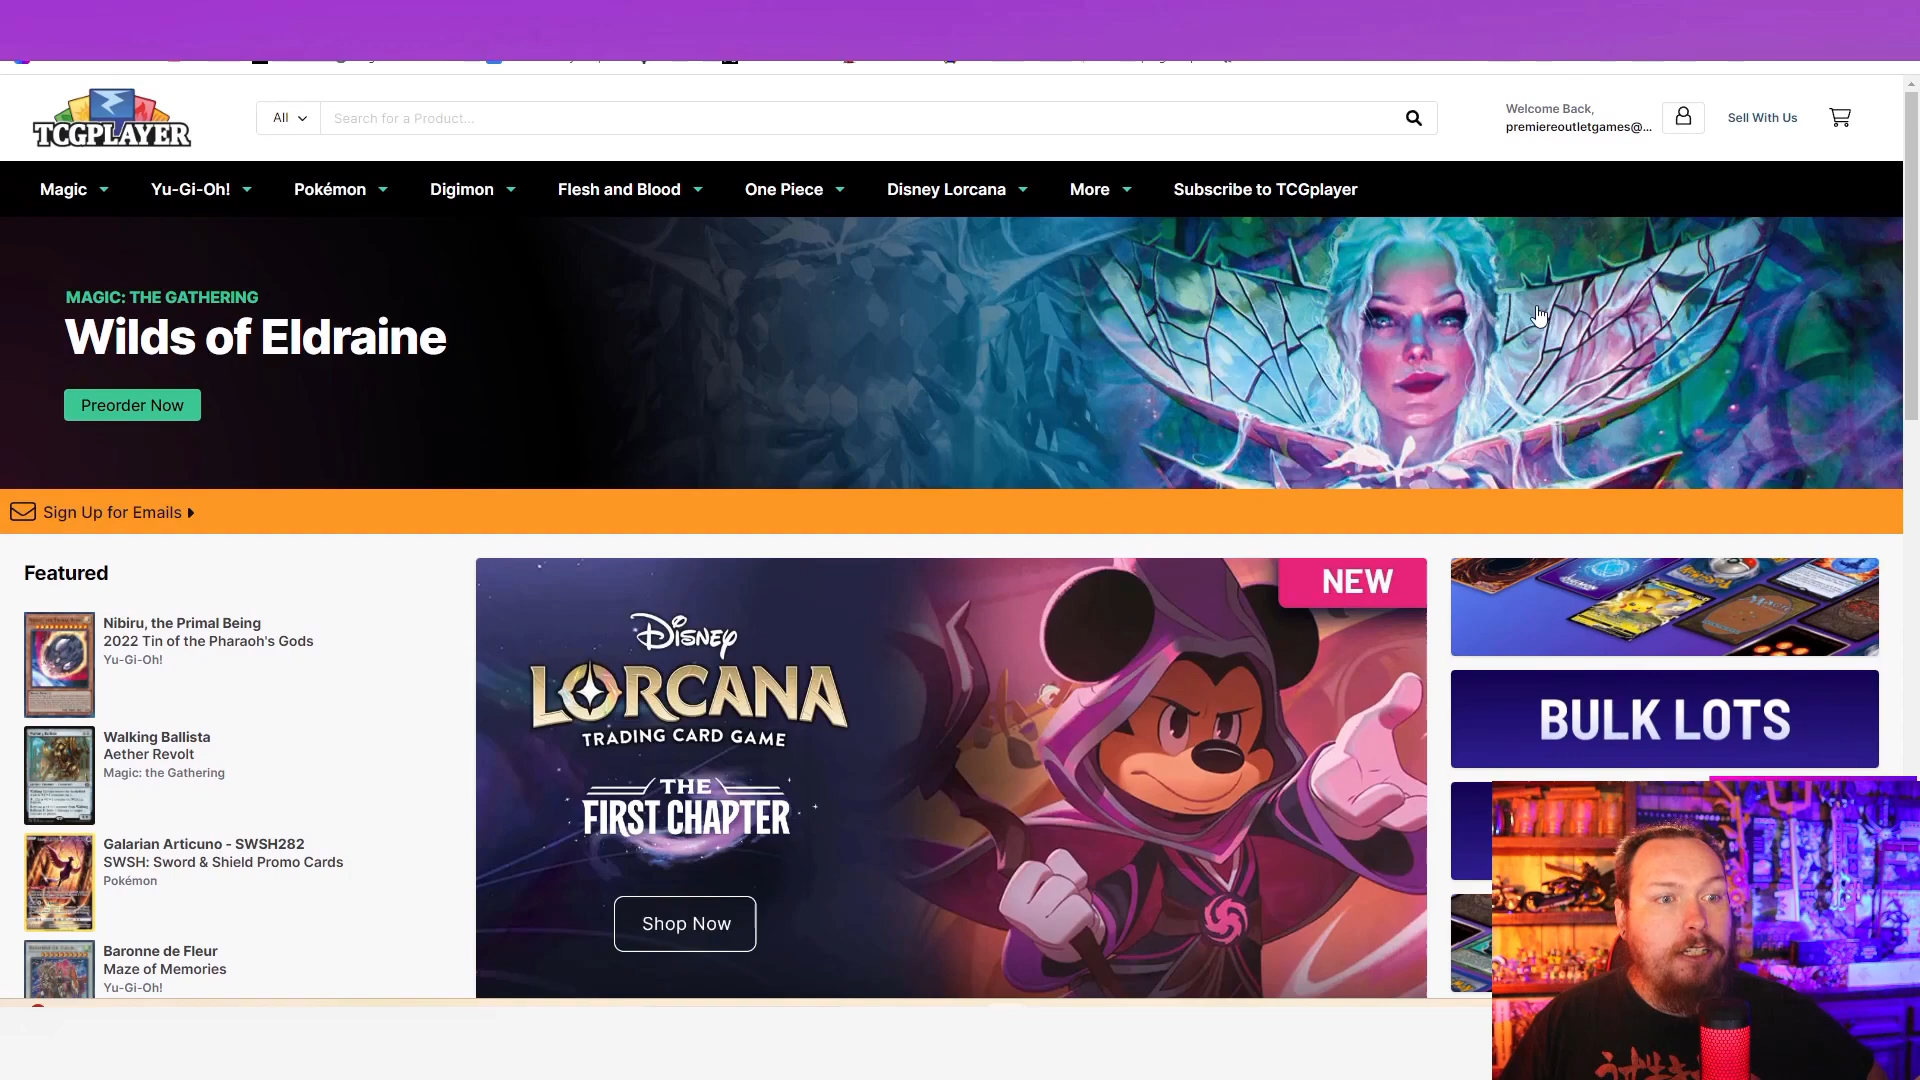 TCGPLAYER
All
Search for a Product...
Welcome Back,
premiereoutletgames@...
Sell With Us
Magic
Yu-Gi-Oh!
Pokémon
Digimon
Flesh and Blood
One Piece
Disney Lorcana
More
Subscribe to TCGplayer
MAGIC: THE GATHERING
Wilds of Eldraine
Preorder Now
Sign Up for Emails
Featured
Nibiru, the Primal Being
2022 Tin of the Pharaoh's Gods
Yu-Gi-Oh!
Walking Ballista
Aether Revolt
Magic: the Gathering
Galarian Articuno - SWSH282
SWSH: Sword & Shield Promo Cards
Pokémon
Baronne de Fleur
Maze of Memories
Yu-Gi-Oh!
NEW
Disney
LORCANA
TRADING CARD GAME
THE
FIRST CHAPTER
Shop Now
BULK LOTS